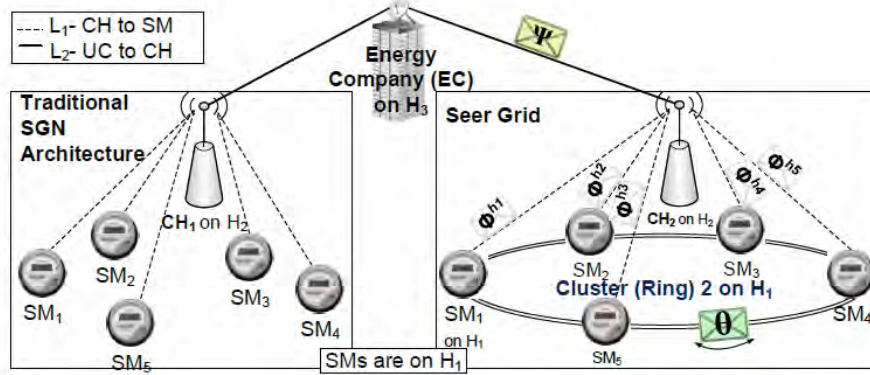 L₁- CH to SM
L₂- UC to CH
Ψ
Energy
Company (EC)
on H₃
Traditional
SGN
Architecture
Seer Grid
Φʰ¹
Φʰ²
Φʰ³
Φʰ⁴
Φʰ⁵
CH₁ on H₂
CH₂ on H₂
SM₁
SM₂
SM₃
SM₄
SM₅
SM₁
on H₁
SM₂
SM₃
SM₄
SM₅
Cluster (Ring) 2 on H₁
θ
SMs are on H₁